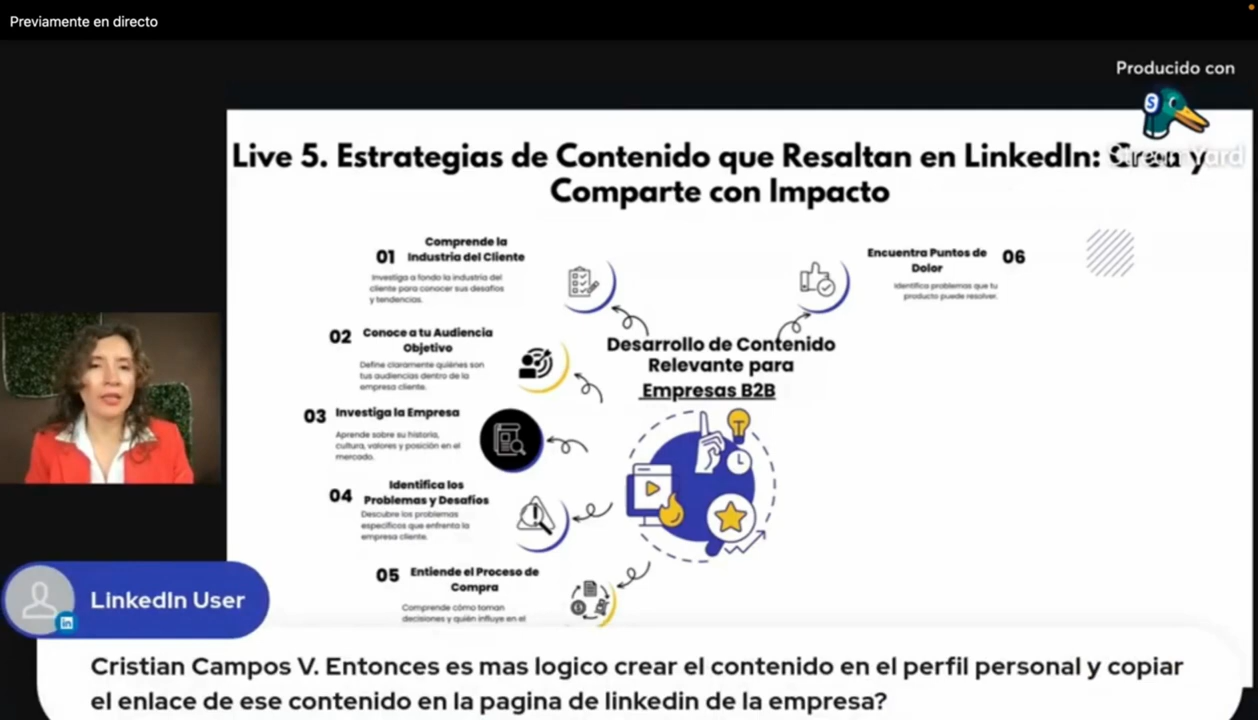 Previamente en directo
Producido con
S
StreamYard
Live 5. Estrategias de Contenido que Resaltan en LinkedIn: Crea y
Comparte con Impacto
01
Comprende la
Industria del Cliente
Investiga a fondo la industria del
cliente para conocer sus desafíos
y tendencias.
02
Conoce a tu Audiencia
Objetivo
Define claramente quiénes son
tus audiencias dentro de la
empresa cliente.
03
Investiga la Empresa
Aprende sobre su historia,
cultura, valores y posición en el
mercado.
04
Identifica los
Problemas y Desafíos
Descubre los problemas
específicos que enfrenta la
empresa cliente.
05
Entiende el Proceso de
Compra
Comprende cómo toman
decisiones y quién influye en el
Desarrollo de Contenido
Relevante para
Empresas B2B
Encuentra Puntos de
Dolor
06
Identifica problemas que tu
producto puede resolver.
LinkedIn User
in
Cristian Campos V. Entonces es mas logico crear el contenido en el perfil personal y copiar
el enlace de ese contenido en la pagina de linkedin de la empresa?